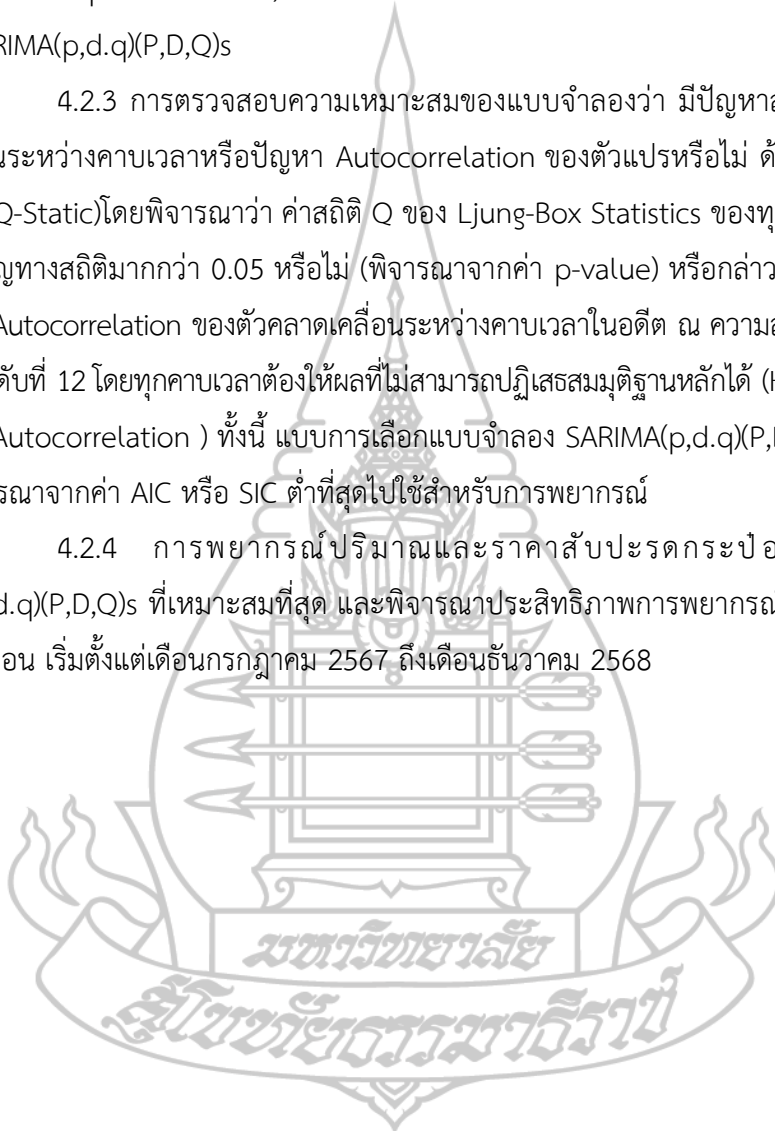 RIMA(p,d.q)(P,D,Q)s
4.2.3 การตรวจสอบความเหมาะสมของแบบจำลองว่า มีปัญหาส
นระหว่างคาบเวลาหรือปัญหา Autocorrelation ของตัวแปรหรือไม่ ด้
Q-Static)โดยพิจารณาว่า ค่าสถิติ Q ของ Ljung-Box Statistics ของทุ
ญทางสถิติมากกว่า 0.05 หรือไม่ (พิจารณาจากค่า p-value) หรือกล่าว
Autocorrelation ของตัวคลาดเคลื่อนระหว่างคาบเวลาในอดีต ณ ความล
ดับที่ 12 โดยทุกคาบเวลาต้องให้ผลที่ไม่สามารถปฏิเสธสมมุติฐานหลักได้ (H
Autocorrelation ) ทั้งนี้ แบบการเลือกแบบจำลอง SARIMA(p,d.q)(P,
รณาจากค่า AIC หรือ SIC ต่ำที่สุดไปใช้สำหรับการพยากรณ์
4.2.4 การพยากรณ์ปริมาณและราคาสับปะรดกระป๋อ
d.q)(P,D,Q)s ที่เหมาะสมที่สุด และพิจารณาประสิทธิภาพการพยากรณ์
อน เริ่มตั้งแต่เดือนกรกฎาคม 2567 ถึงเดือนธันวาคม 2568
มหาวิทยาลัย
สุโขทัยธรรมาธิราช